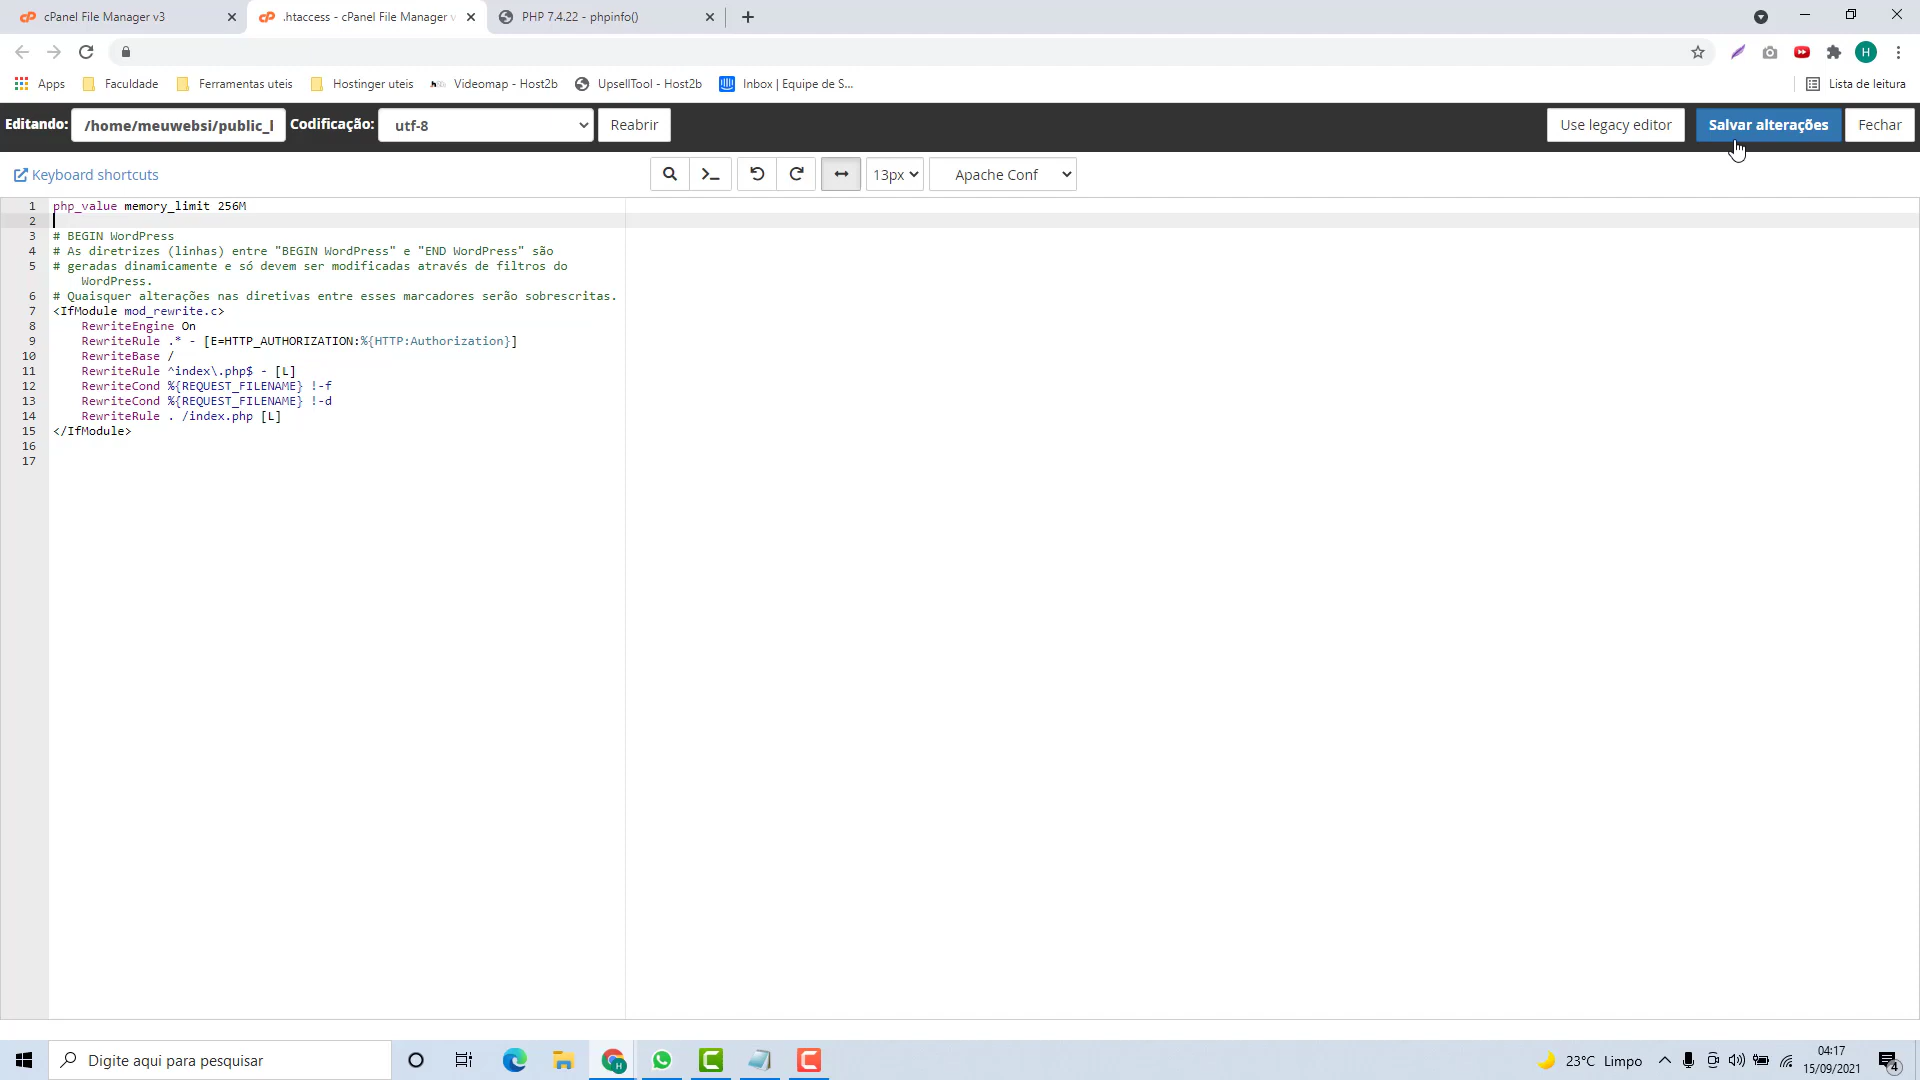 cPanel File Manager v3
.htaccess - cPanel File Manager v
PHP 7.4.22 - phpinfo()
H
Apps
Faculdade
Ferramentas uteis
Hostinger uteis
Videomap - Host2b
UpsellTool - Host2b
Inbox | Equipe de S...
Lista de leitura
Editando:
/home/meuwebsi/public_
Codificação:
utf-8
Reabrir
Use legacy editor
Salvar alterações
Fechar
Keyboard shortcuts
13px
Apache Conf
1 php_value memory_limit 256M
2
3 # BEGIN WordPress
4 # As diretrizes (linhas) entre "BEGIN WordPress" e "END WordPress" são
5 # geradas dinamicamente e só devem ser modificadas através de filtros do
WordPress.
6 # Quaisquer alterações nas diretivas entre esses marcadores serão sobrescritas.
7 <IfModule mod_rewrite.c>
8 RewriteEngine On
9 RewriteRule .* - [E=HTTP_AUTHORIZATION:%{HTTP:Authorization}]
10 RewriteBase /
11 RewriteRule ^index\.php$ - [L]
12 RewriteCond %{REQUEST_FILENAME} !-f
13 RewriteCond %{REQUEST_FILENAME} !-d
14 RewriteRule . /index.php [L]
15 </IfModule>
16
17
Digite aqui para pesquisar
23°C Limpo
04:17
15/09/2021
4